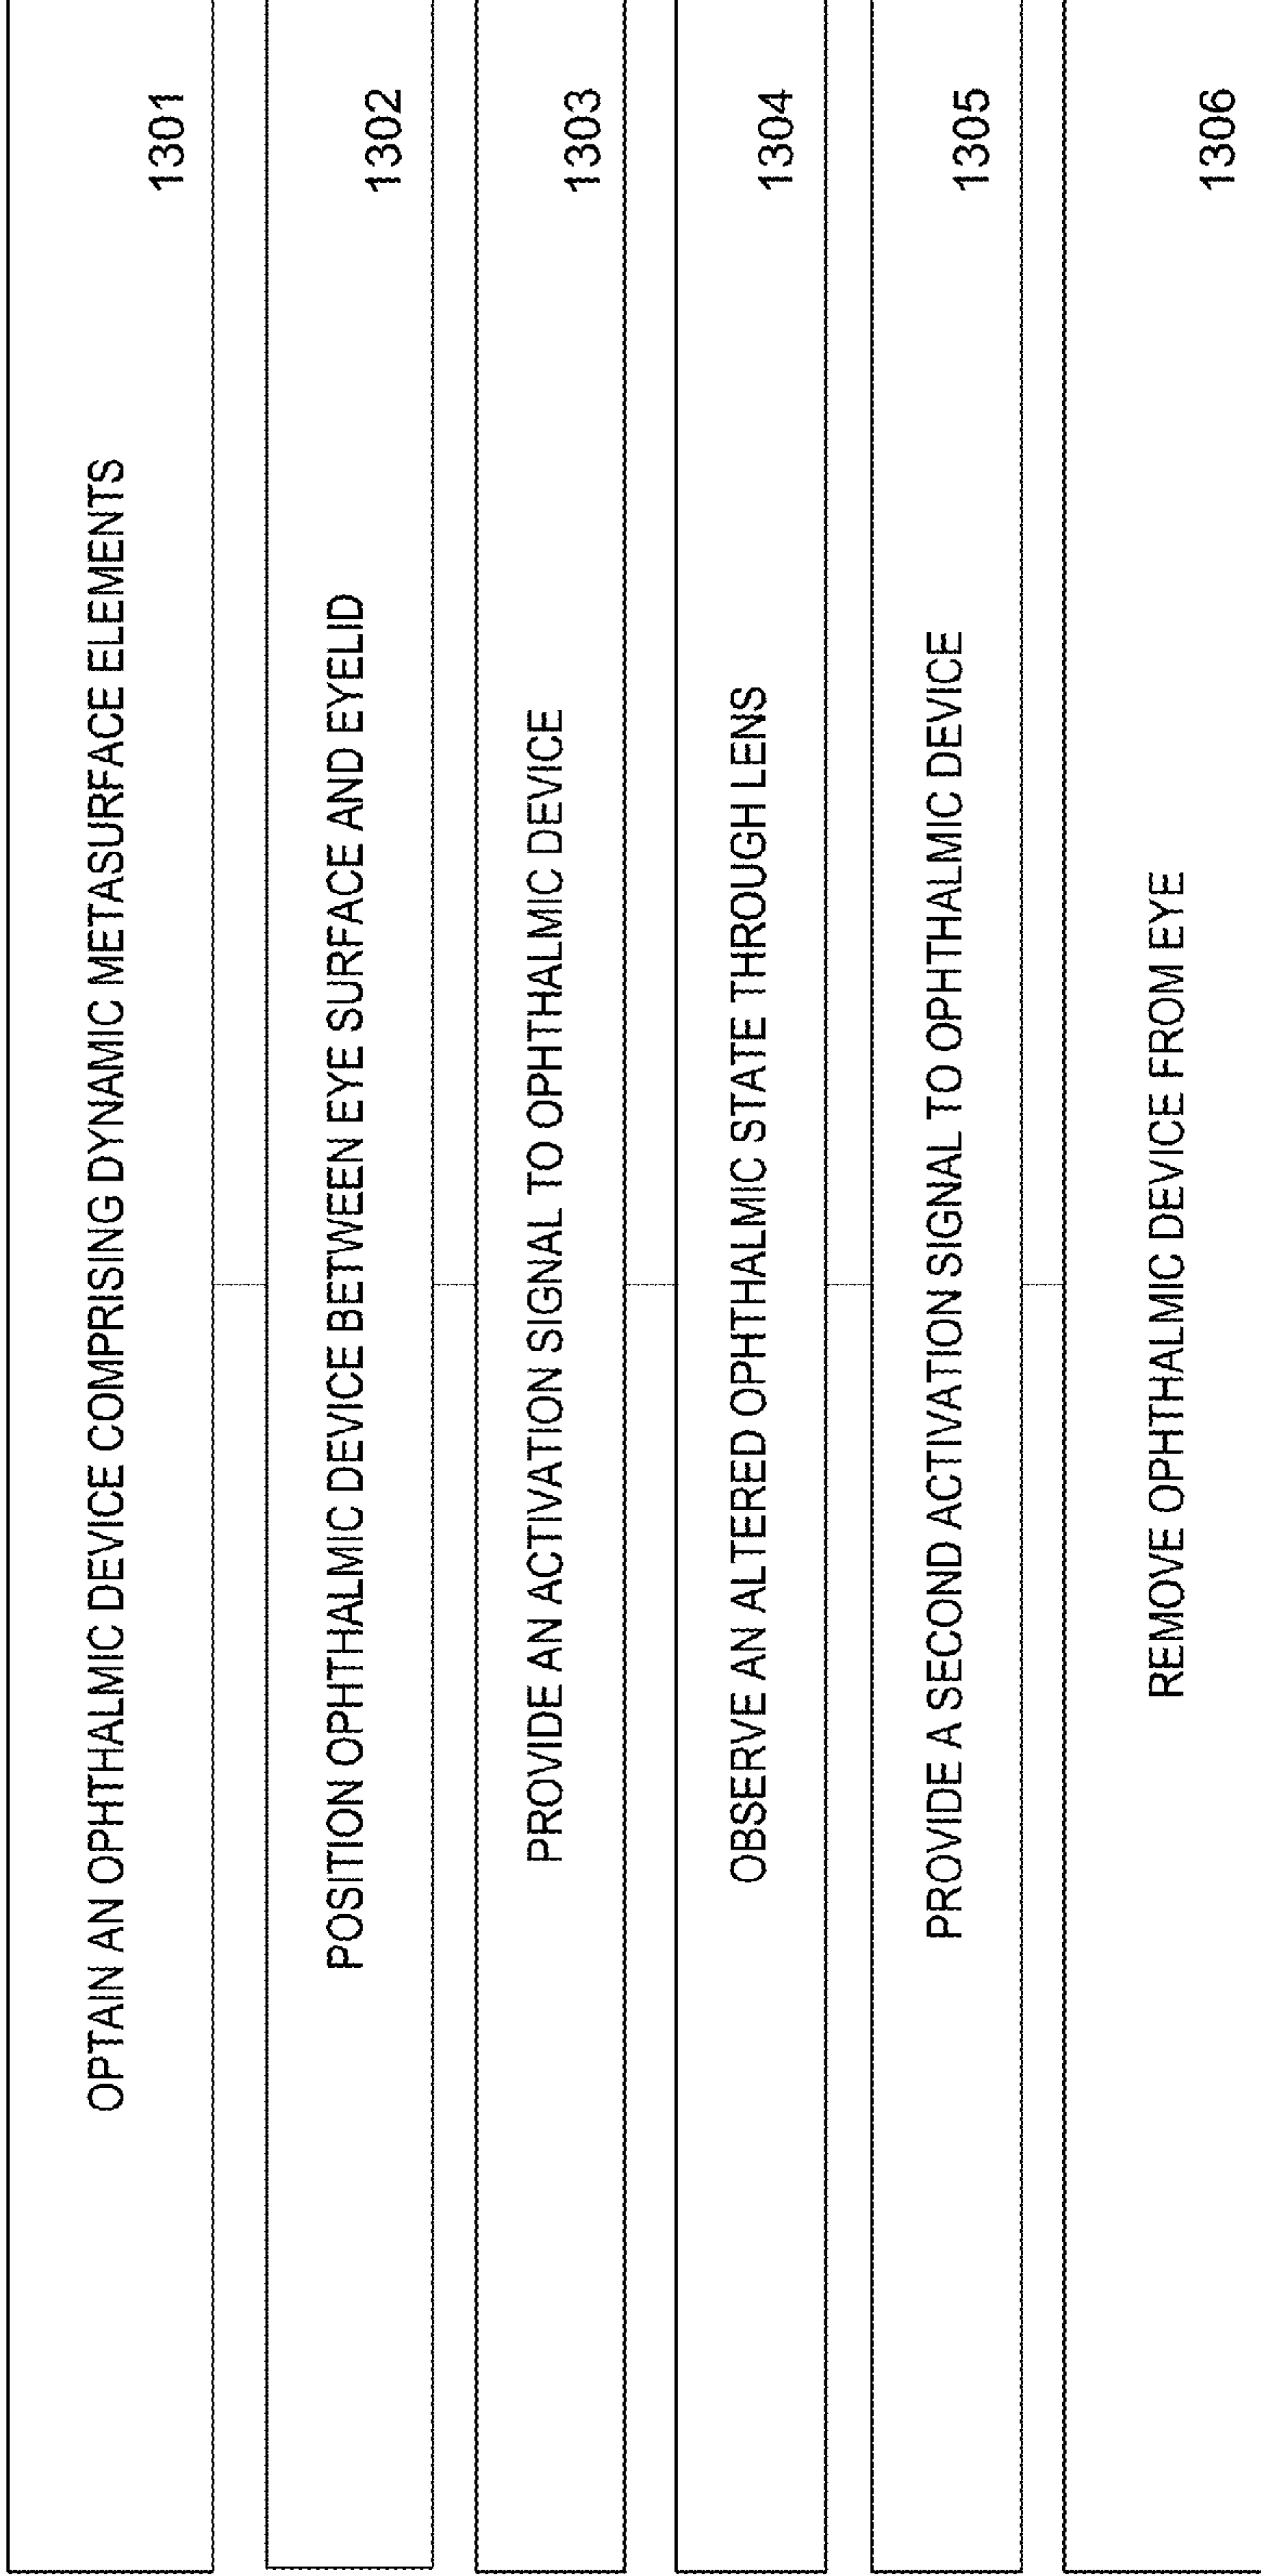 OPTAIN AN OPHTHALMIC DEVICE COMPRISING DYNAMIC METASURFACE ELEMENTS
1301
POSITION OPHTHALMIC DEVICE BETWEEN EYE SURFACE AND EYELID
1302
PROVIDE AN ACTIVATION SIGNAL TO OPHTHALMIC DEVICE
1303
OBSERVE AN ALTERED OPHTHALMIC STATE THROUGH LENS
1304
PROVIDE A SECOND ACTIVATION SIGNAL TO OPHTHALMIC DEVICE
1305
REMOVE OPHTHALMIC DEVICE FROM EYE
1306